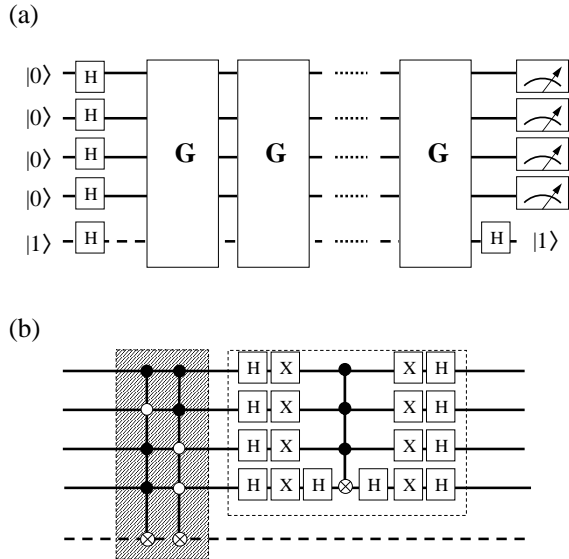 (a)
|0⟩ H
|0⟩ H
|0⟩ H G G G
|0⟩ H
|1⟩ H H |1⟩
(b)
H X X H
H X X H
H X X H
H X H H X H